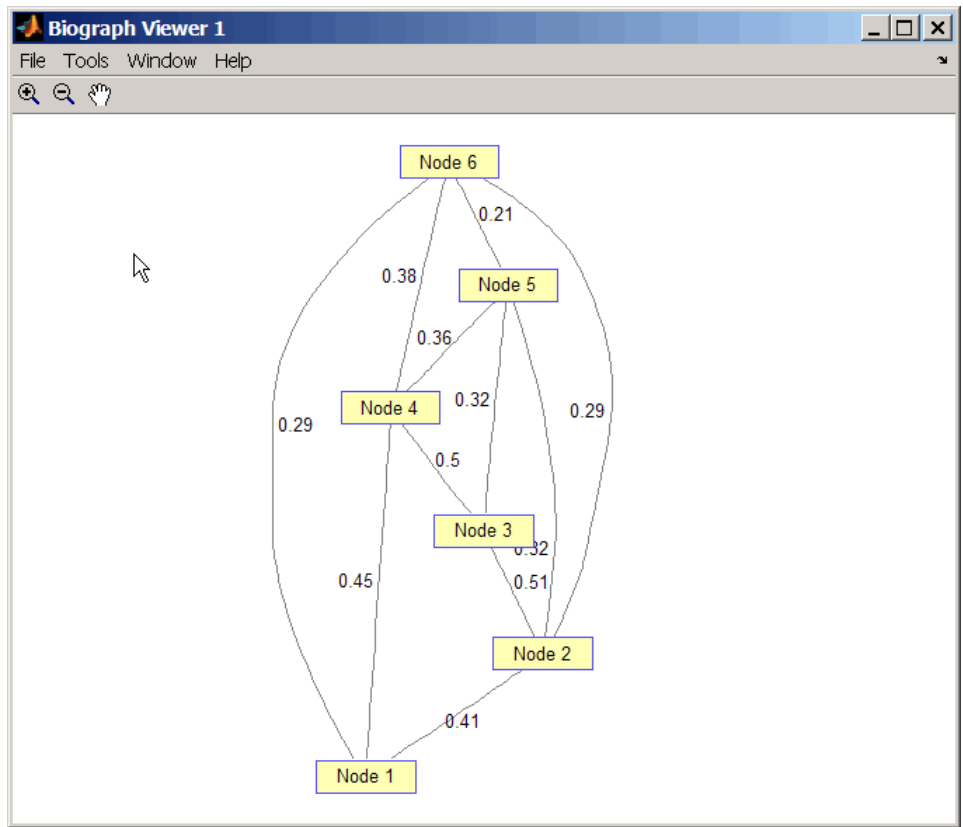 Biograph Viewer 1
File Tools Window Help
Node 6
0.21
0.38
Node 5
0.36
0.32
Node 4
0.29
0.29
0.5
Node 3
0.32
0.45
0.51
Node 2
0.41
Node 1